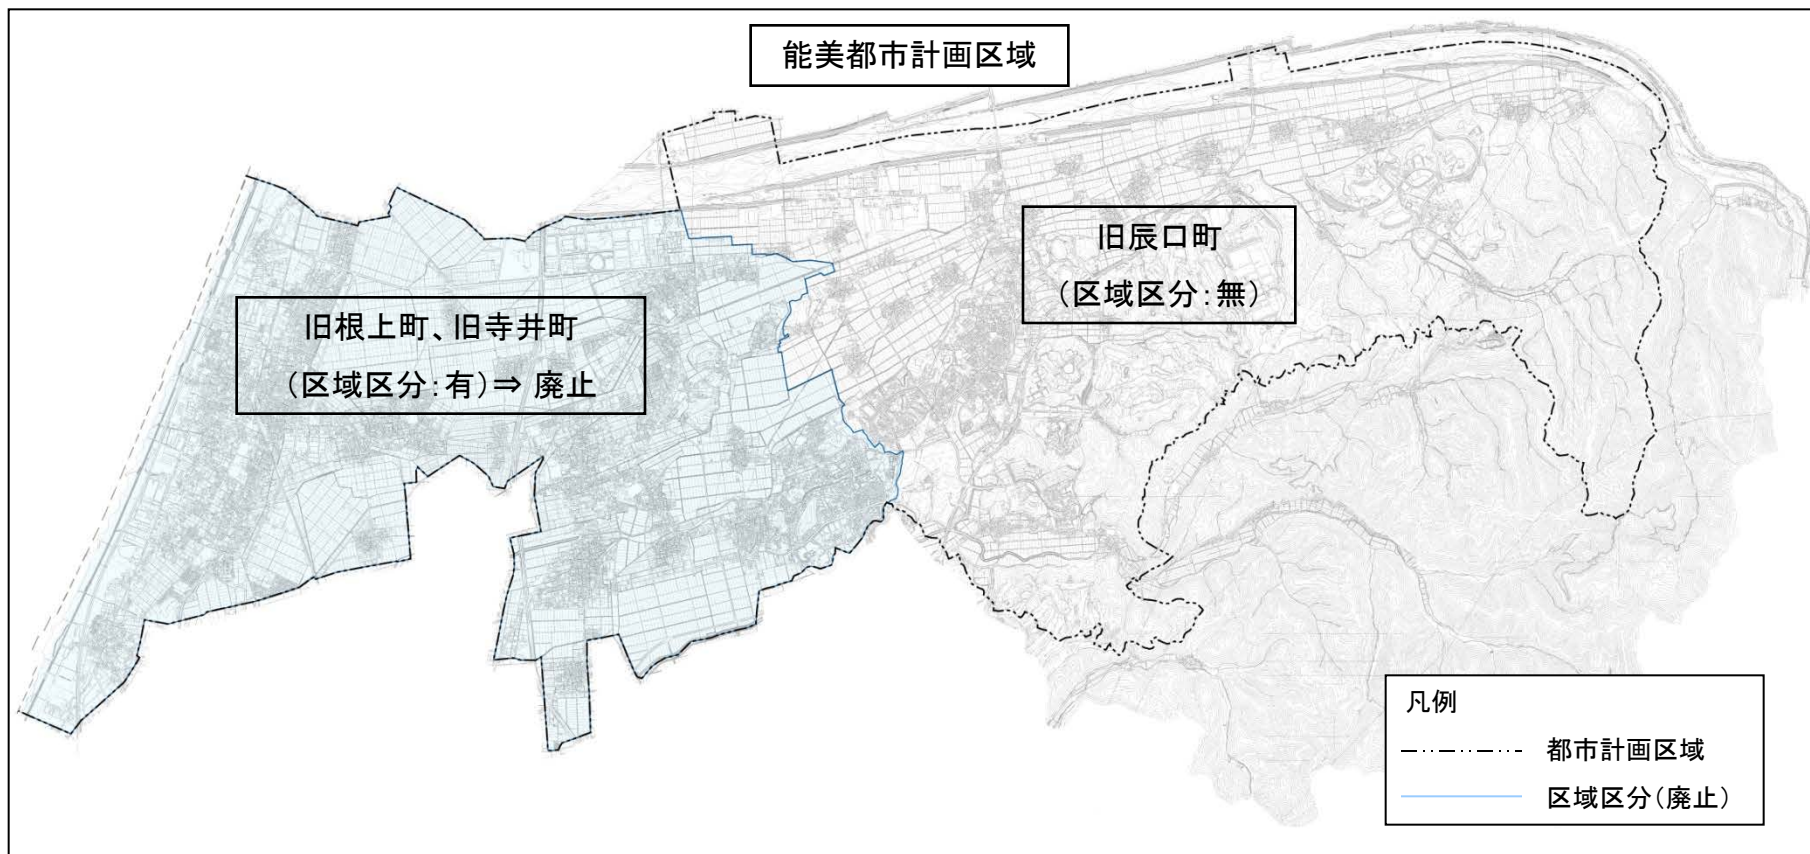 能美都市計画区域
旧辰口町
（区域区分：無）
旧根上町、旧寺井町
（区域区分：有）⇒ 廃止
凡例
都市計画区域
区域区分（廃止）